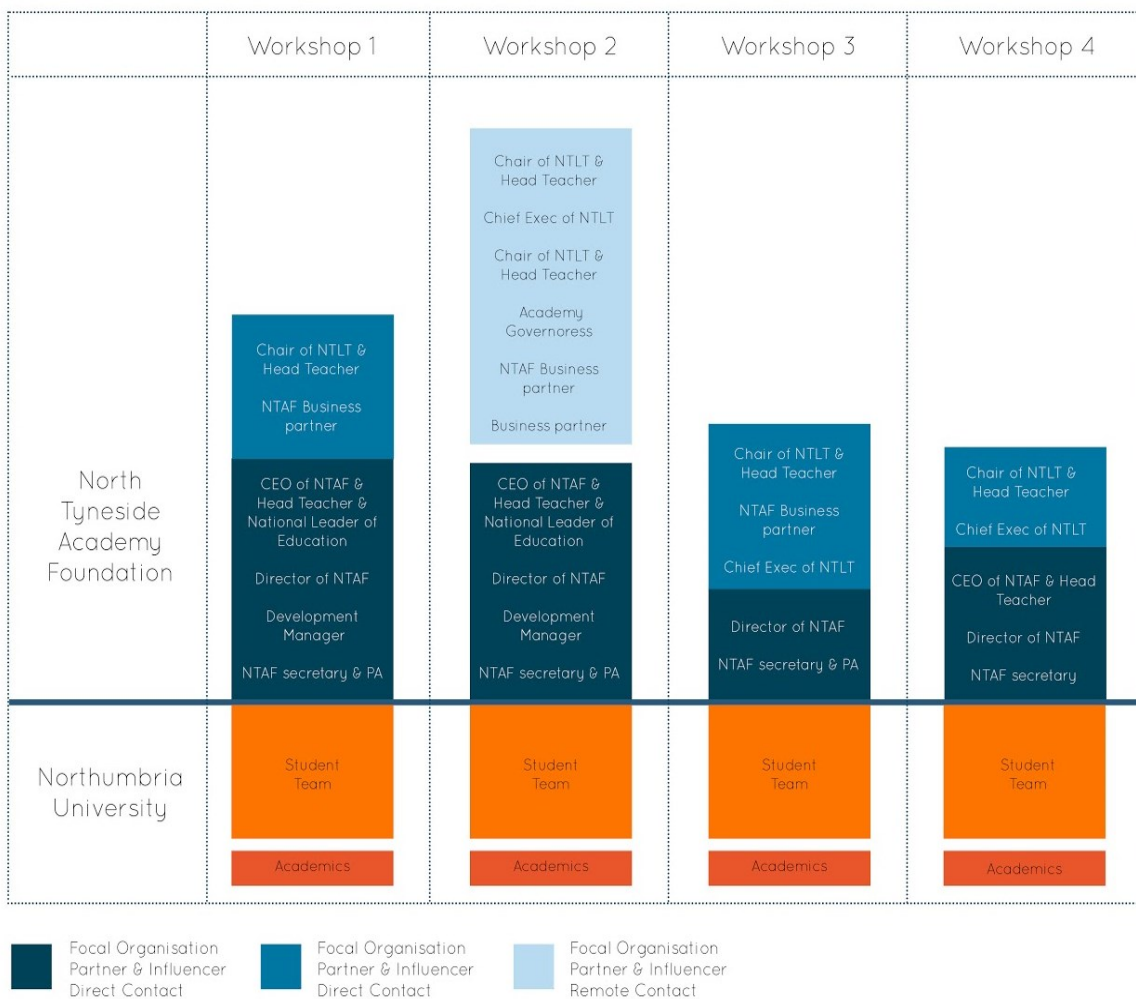 Workshop 1
Workshop 2
Workshop 3
Workshop 4
North
Tyneside
Academy
Foundation
Chair of NTLT &
Head Teacher
NTAF Business
partner
CEO of NTAF &
Head Teacher &
National Leader of
Education
Director of NTAF
Development
Manager
NTAF secretary & PA
Chair of NTLT &
Head Teacher
Chief Exec of NTLT
Chair of NTLT &
Head Teacher
Academy
Governoress
NTAF Business
partner
Business partner
CEO of NTAF &
Head Teacher &
National Leader of
Education
Director of NTAF
Development
Manager
NTAF secretary & PA
Chair of NTLT &
Head Teacher
NTAF Business
partner
Chief Exec of NTLT
Director of NTAF
NTAF secretary & PA
Chair of NTLT &
Head Teacher
Chief Exec of NTLT
CEO of NTAF & Head
Teacher
Director of NTAF
NTAF secretary
Northumbria
University
Student
Team
Academics
Student
Team
Academics
Student
Team
Academics
Student
Team
Academics
Focal Organisation
Partner & Influencer
Direct Contact
Focal Organisation
Partner & Influencer
Direct Contact
Focal Organisation
Partner & Influencer
Remote Contact